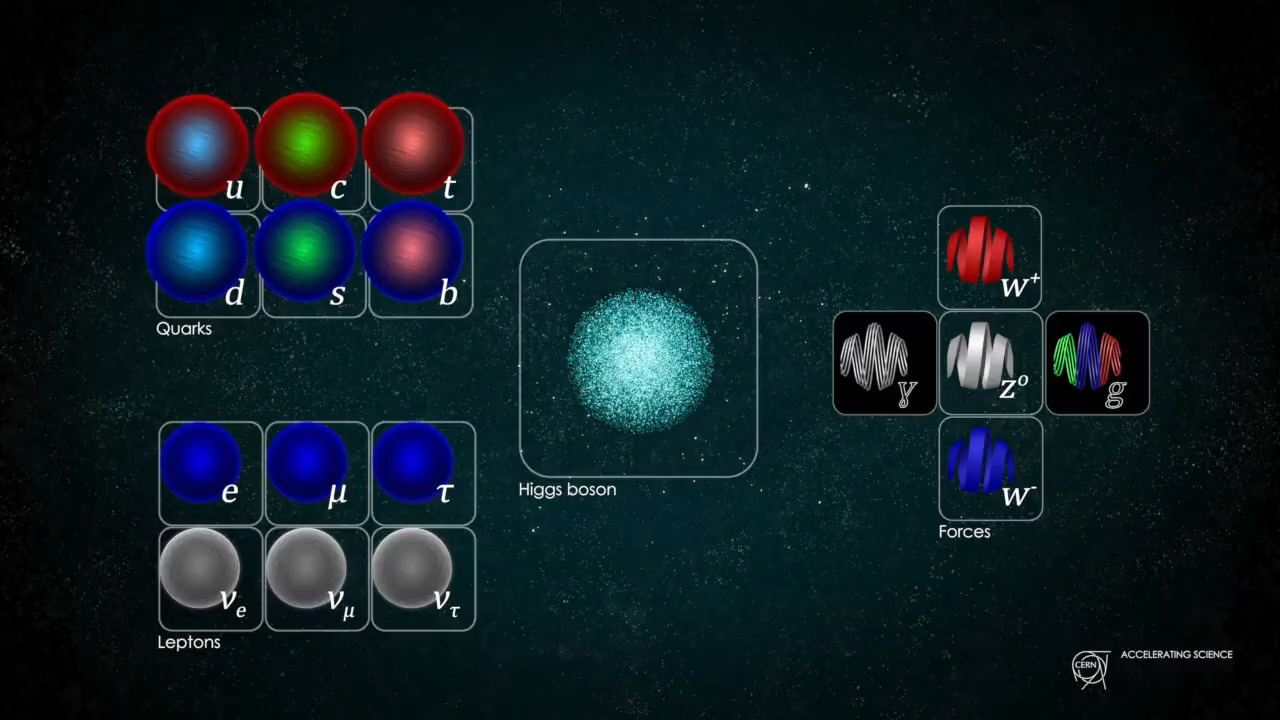 u c t
d s b
Quarks
e μ τ
νe νμ ντ
Leptons
Higgs boson
W+
γ Z0 g
W-
Forces
CERN
ACCELERATING SCIENCE